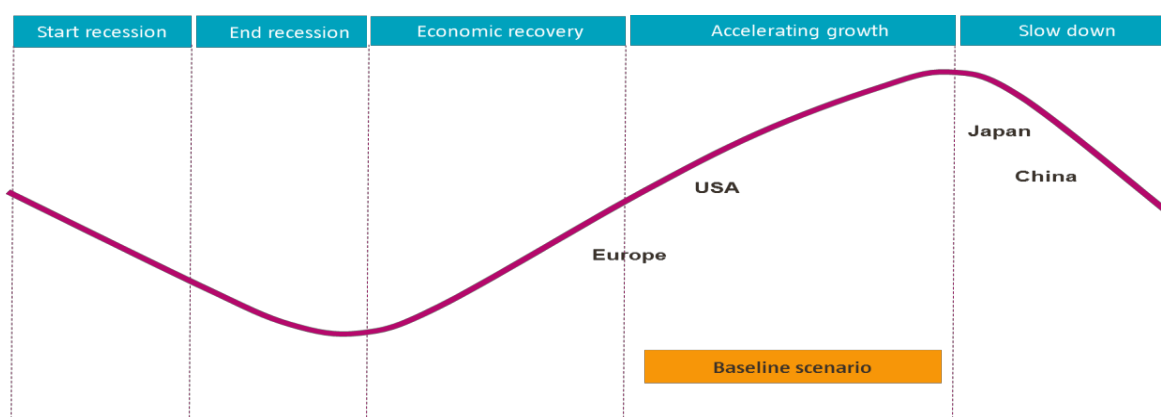 Start recession
End recession
Economic recovery
Accelerating growth
Slow down
Japan
China
USA
Europe
Baseline scenario